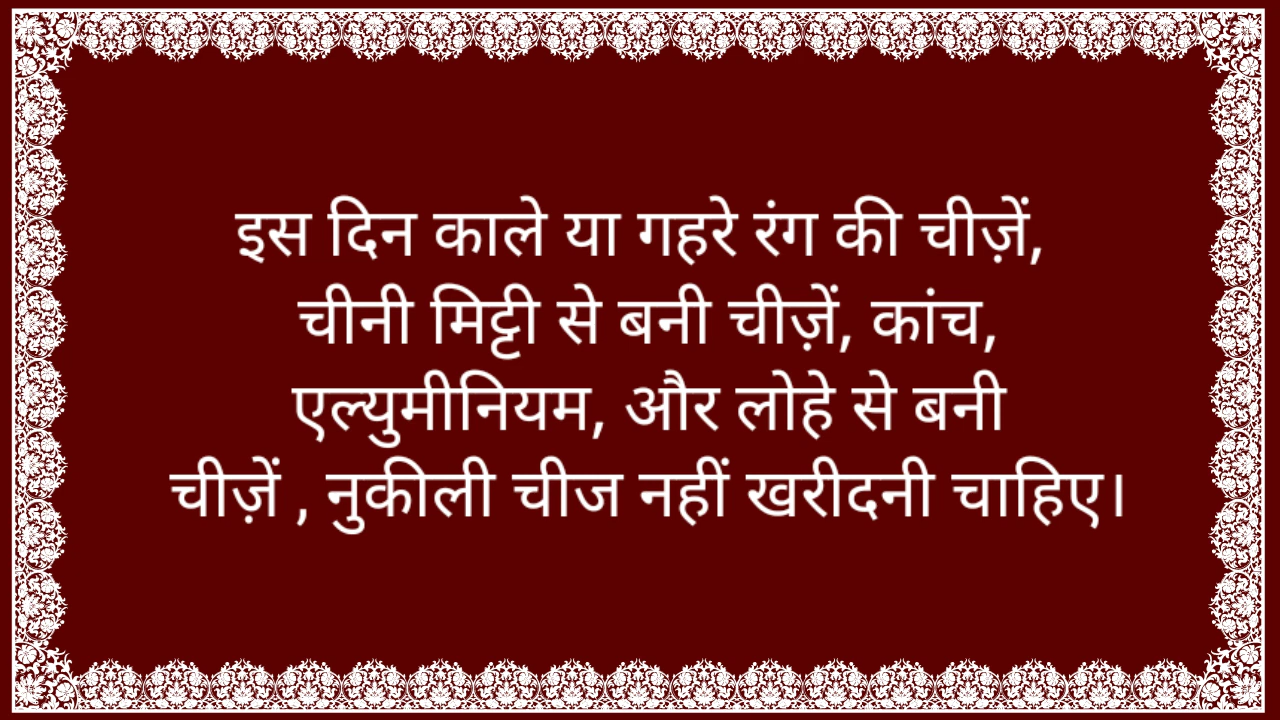 इस दिन काले या गहरे रंग की चीज़ें,
चीनी मिट्टी से बनी चीज़ें, कांच,
एल्युमीनियम, और लोहे से बनी
चीज़ें , नुकीली चीज नहीं खरीदनी चाहिए।